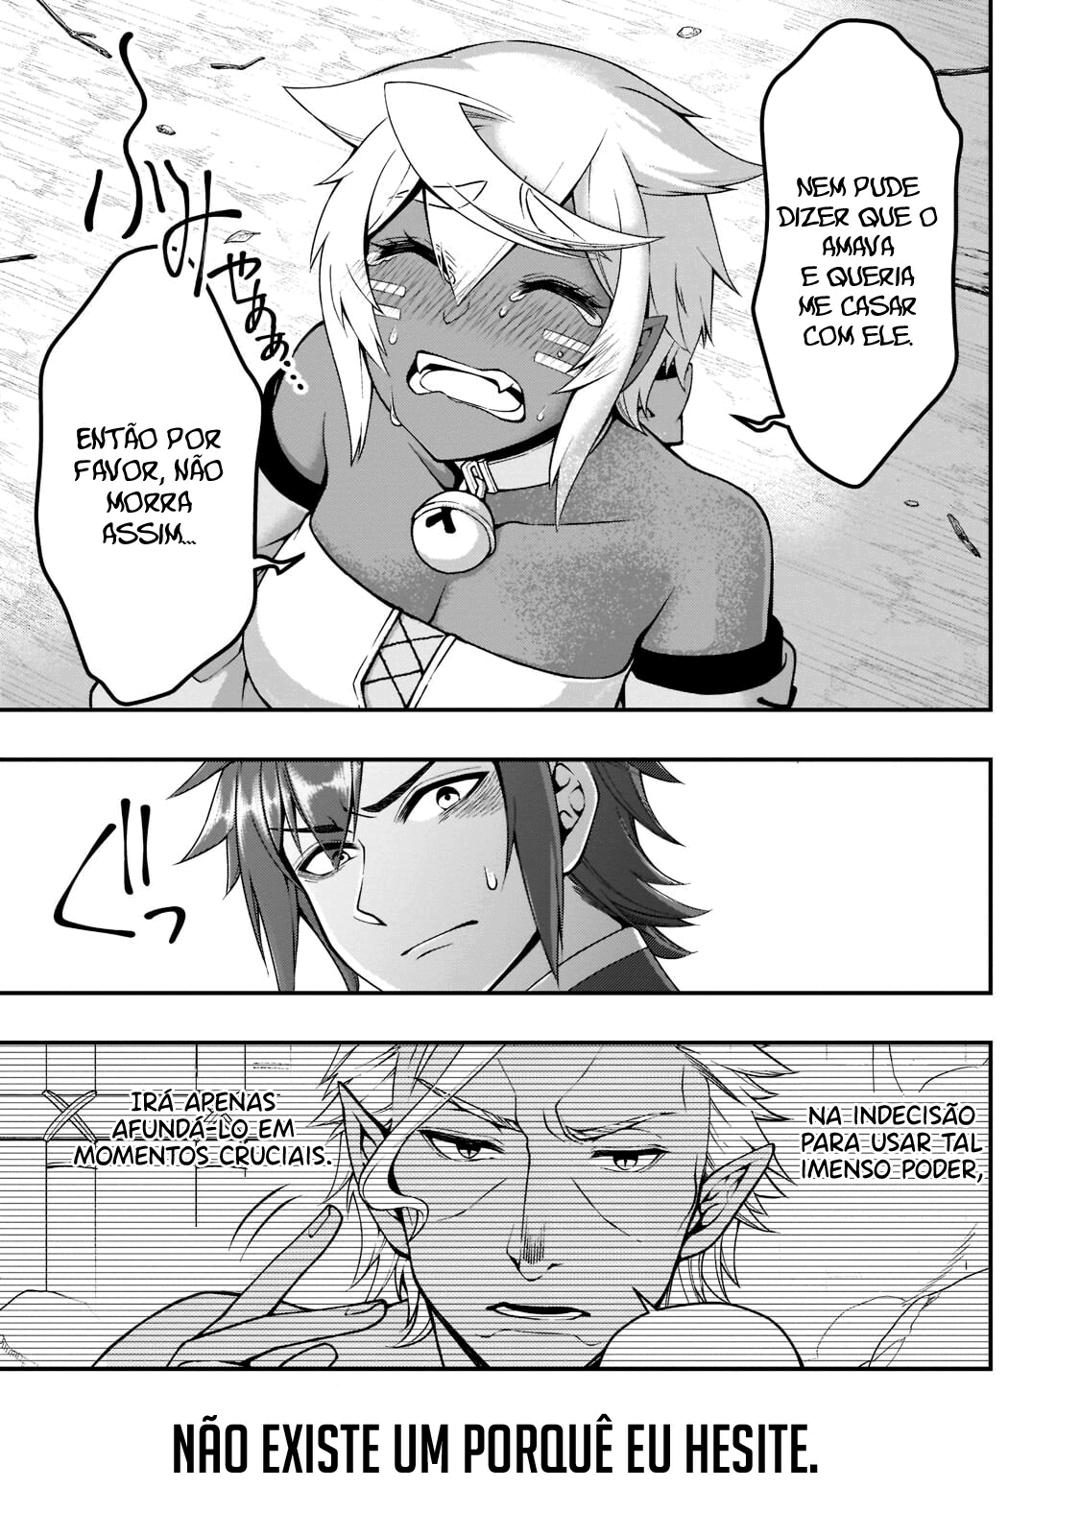 NEM PUDE
DIZER QUE O
AMAVA
E QUERIA
ME CASAR
COM ELE.
ふみゃあぁぁ…
ENTÃO POR
FAVOR, NÃO
MORRA
ASSIM...
ぐっ
NA INDECISÃO
PARA USAR TAL
IMENSO PODER,
IRÁ APENAS
AFUNDÁ-LO EM
MOMENTOS CRUCIAIS.
NÃO EXISTE UM PORQUÊ EU HESITE.